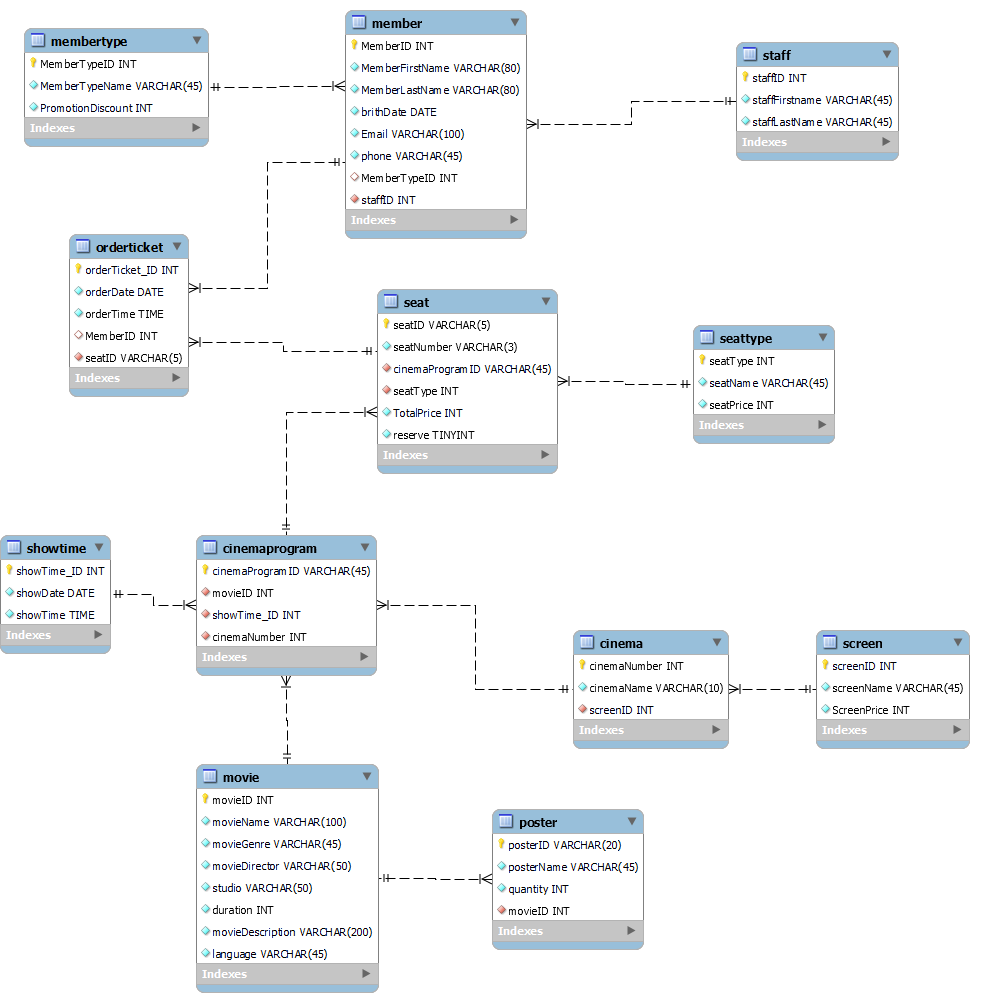 membertype
MemberTypeID INT
MemberTypeName VARCHAR(45)
PromotionDiscount INT
Indexes
member
MemberID INT
MemberFirstName VARCHAR(80)
MemberLastName VARCHAR(80)
brithDate DATE
Email VARCHAR(100)
phone VARCHAR(45)
MemberTypeID INT
staffID INT
Indexes
staff
staffID INT
staffFirstname VARCHAR(45)
staffLastName VARCHAR(45)
Indexes
orderticket
orderTicket_ID INT
orderDate DATE
orderTime TIME
MemberID INT
seatID VARCHAR(5)
Indexes
seat
seatID VARCHAR(5)
seatNumber VARCHAR(3)
cinemaProgramID VARCHAR(45)
seatType INT
TotalPrice INT
reserve TINYINT
Indexes
seattype
seatType INT
seatName VARCHAR(45)
seatPrice INT
Indexes
showtime
showTime_ID INT
showDate DATE
showTime TIME
Indexes
cinemaprogram
cinemaProgramID VARCHAR(45)
movieID INT
showTime_ID INT
cinemaNumber INT
Indexes
cinema
cinemaNumber INT
cinemaName VARCHAR(10)
screenID INT
Indexes
screen
screenID INT
screenName VARCHAR(45)
ScreenPrice INT
Indexes
movie
movieID INT
movieName VARCHAR(100)
movieGenre VARCHAR(45)
movieDirector VARCHAR(50)
studio VARCHAR(50)
duration INT
movieDescription VARCHAR(200)
language VARCHAR(45)
Indexes
poster
posterID VARCHAR(20)
posterName VARCHAR(45)
quantity INT
movieID INT
Indexes